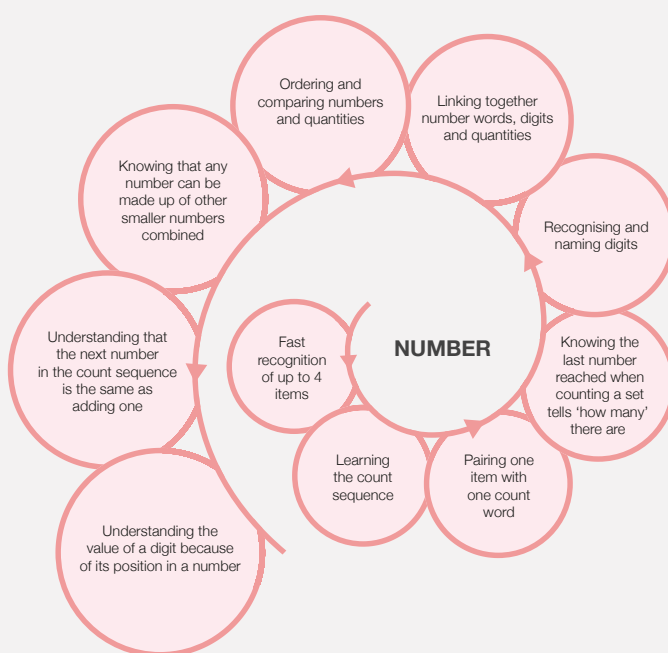 NUMBER
Fast
recognition
of up to 4
items
Learning
the count
sequence
Pairing one
item with
one count
word
Knowing the
last number
reached when
counting a set
tells ‘how many’
there are
Recognising and
naming digits
Linking together
number words, digits
and quantities
Ordering and
comparing numbers
and quantities
Knowing that any
number can be
made up of other
smaller numbers
combined
Understanding that
the next number
in the count sequence
is the same as
adding one
Understanding the
value of a digit because
of its position in a number